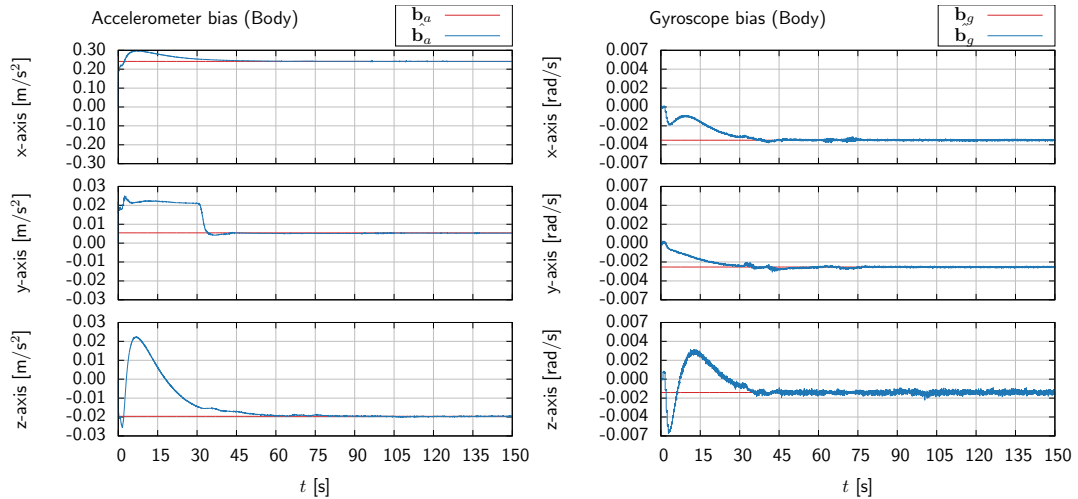 Accelerometer bias (Body)
b_a
b̂_a
x-axis [m/s²]
0.30
0.20
0.10
0.00
-0.10
-0.20
-0.30
y-axis [m/s²]
0.03
0.02
0.01
0.00
-0.01
-0.02
-0.03
z-axis [m/s²]
0.03
0.02
0.01
0.00
-0.01
-0.02
-0.03
0 15 30 45 60 75 90 105 120 135 150
t [s]
Gyroscope bias (Body)
b_g
b̂_g
x-axis [rad/s]
0.007
0.004
0.002
0.000
-0.002
-0.004
-0.007
y-axis [rad/s]
0.007
0.004
0.002
0.000
-0.002
-0.004
-0.007
z-axis [rad/s]
0.007
0.004
0.002
0.000
-0.002
-0.004
-0.007
0 15 30 45 60 75 90 105 120 135 150
t [s]